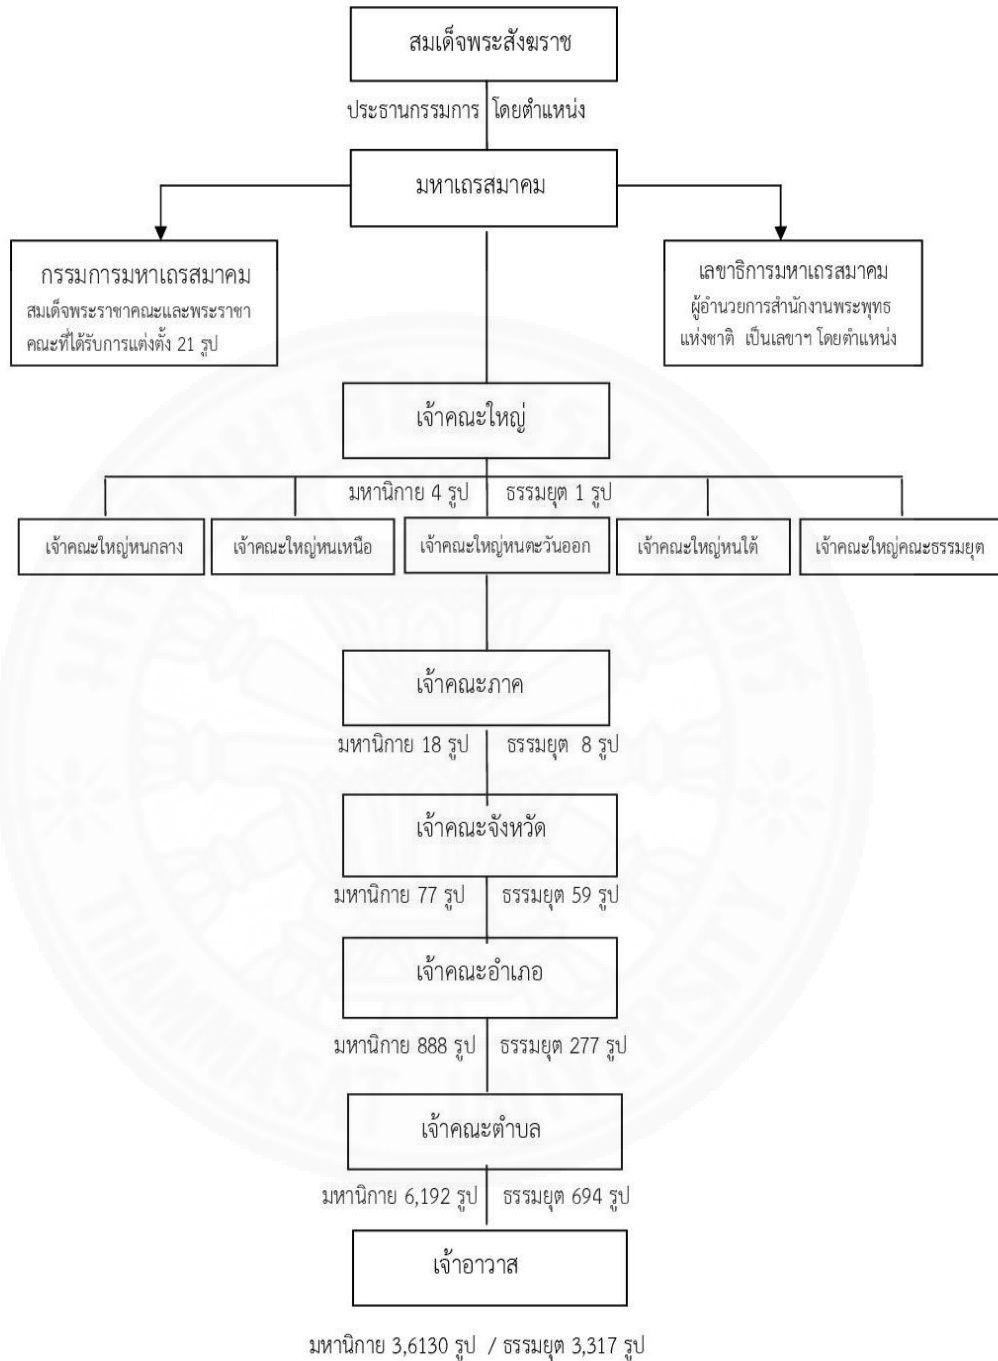 สมเด็จพระสังฆราช
ประธานกรรมการ โดยตำแหน่ง
มหาเถรสมาคม
กรรมการมหาเถรสมาคม
สมเด็จพระราชาคณะและพระราชา
คณะที่ได้รับการแต่งตั้ง 21 รูป
เลขาธิการมหาเถรสมาคม
ผู้อำนวยการสำนักงานพระพุทธ
แห่งชาติ เป็นเลขาฯ โดยตำแหน่ง
เจ้าคณะใหญ่
มหานิกาย 4 รูป ธรรมยุต 1 รูป
เจ้าคณะใหญ่หนกลาง
เจ้าคณะใหญ่หนเหนือ
เจ้าคณะใหญ่หนตะวันออก
เจ้าคณะใหญ่หนใต้
เจ้าคณะใหญ่คณะธรรมยุต
เจ้าคณะภาค
มหานิกาย 18 รูป ธรรมยุต 8 รูป
เจ้าคณะจังหวัด
มหานิกาย 77 รูป ธรรมยุต 59 รูป
เจ้าคณะอำเภอ
มหานิกาย 888 รูป ธรรมยุต 277 รูป
เจ้าคณะตำบล
มหานิกาย 6,192 รูป ธรรมยุต 694 รูป
เจ้าอาวาส
มหานิกาย 3,6130 รูป / ธรรมยุต 3,317 รูป
มหาวิทยาลัยธรรมศาสตร์
THAMMASAT UNIVERSITY